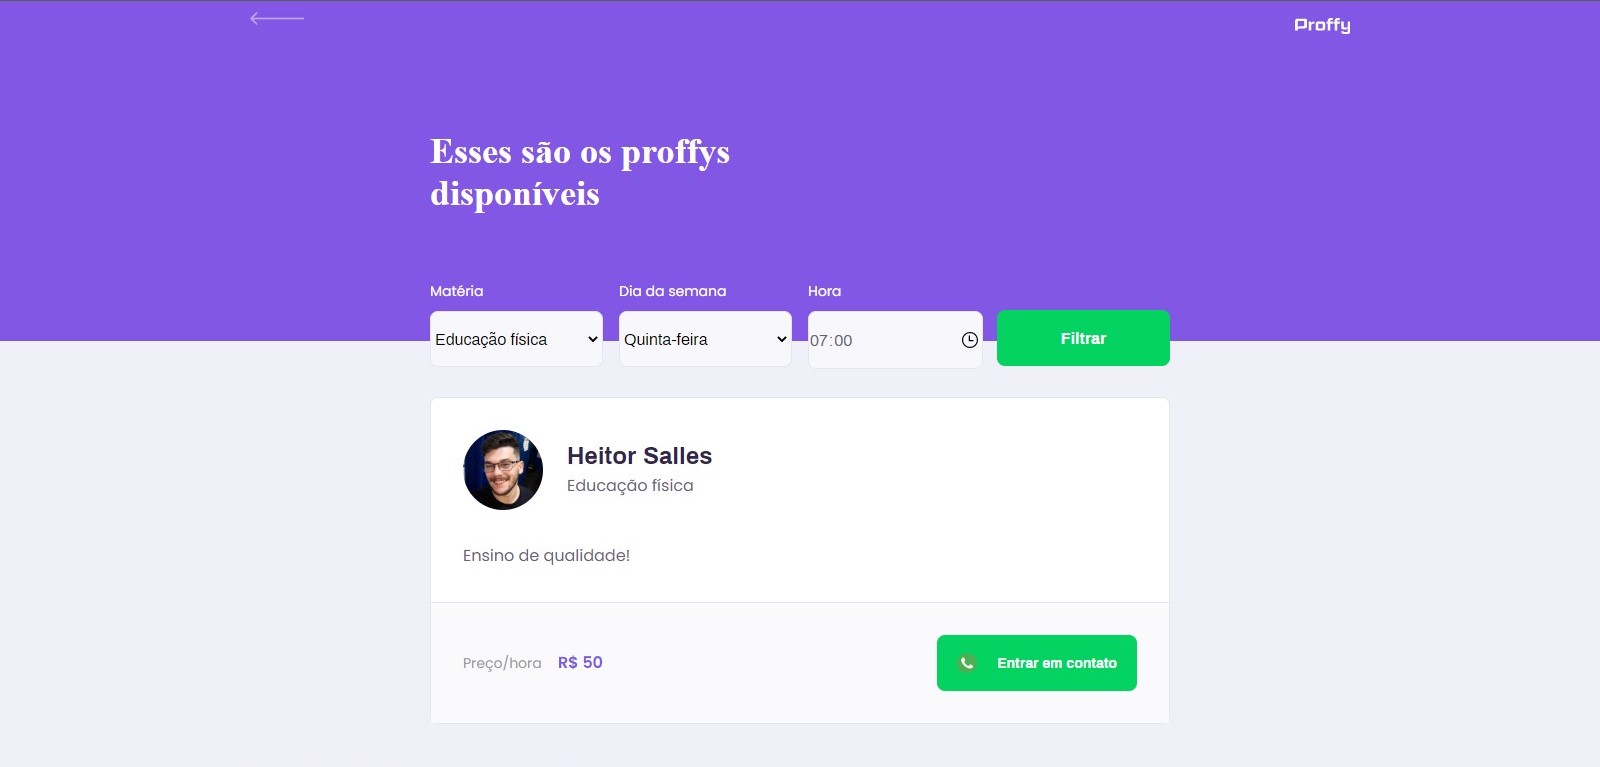 Proffy
Esses são os proffys
disponíveis
Matéria
Dia da semana
Hora
Educação física
Quinta-feira
07:00
Filtrar
Heitor Salles
Educação física
Ensino de qualidade!
Preço/hora R$ 50
Entrar em contato